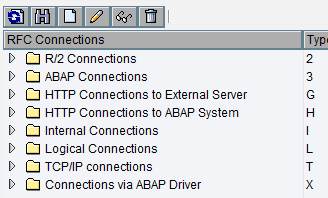 RFC Connections Type
R/2 Connections 2
ABAP Connections 3
HTTP Connections to External Server G
HTTP Connections to ABAP System H
Internal Connections I
Logical Connections L
TCP/IP connections T
Connections via ABAP Driver X